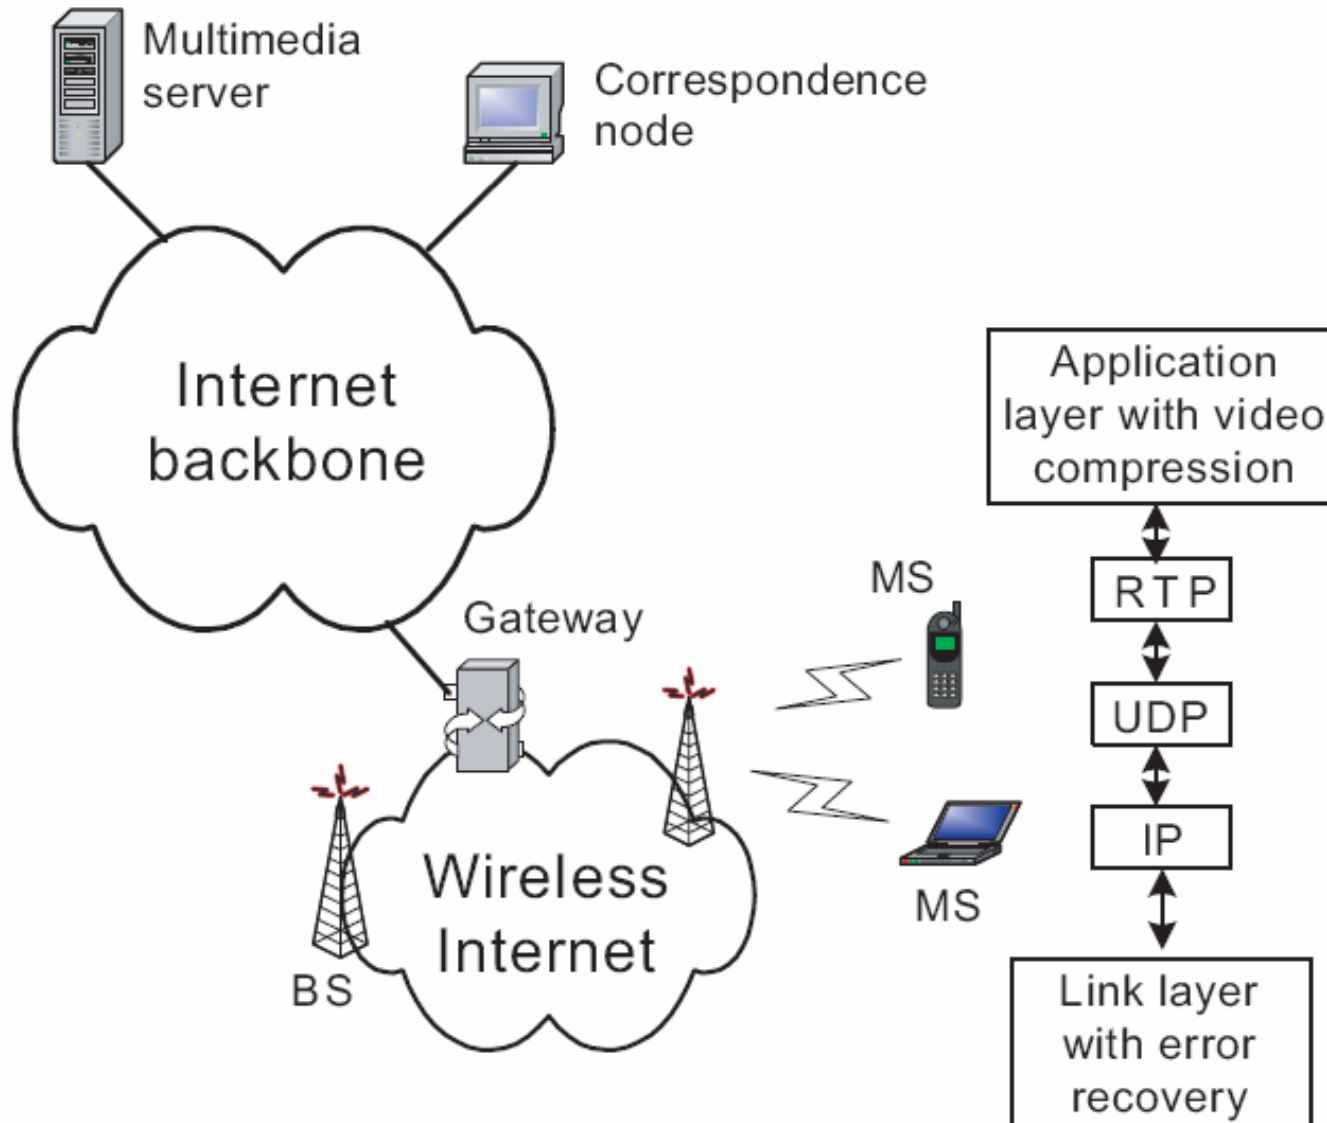 Multimedia
server
Correspondence
node
Internet
backbone
Gateway
MS
MS
BS
Wireless
Internet
Application
layer with video
compression
RTP
UDP
IP
Link layer
with error
recovery